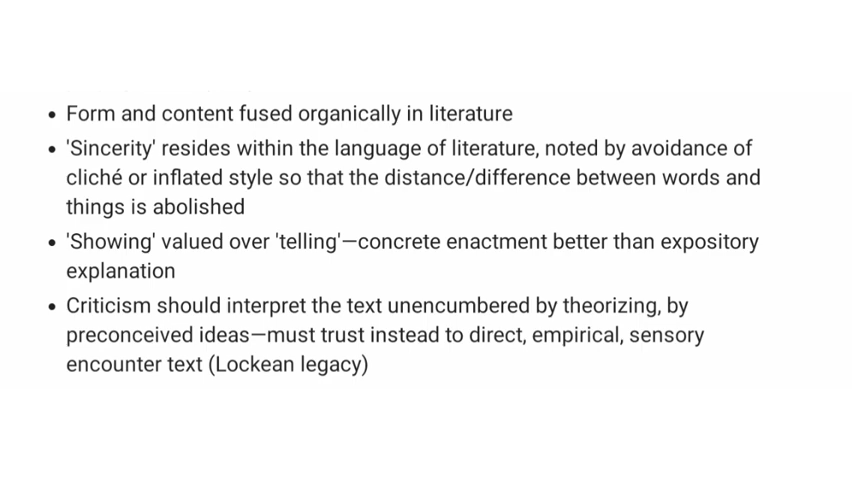 • Form and content fused organically in literature
• 'Sincerity' resides within the language of literature, noted by avoidance of
cliché or inflated style so that the distance/difference between words and
things is abolished
• 'Showing' valued over 'telling'—concrete enactment better than expository
explanation
• Criticism should interpret the text unencumbered by theorizing, by
preconceived ideas—must trust instead to direct, empirical, sensory
encounter text (Lockean legacy)